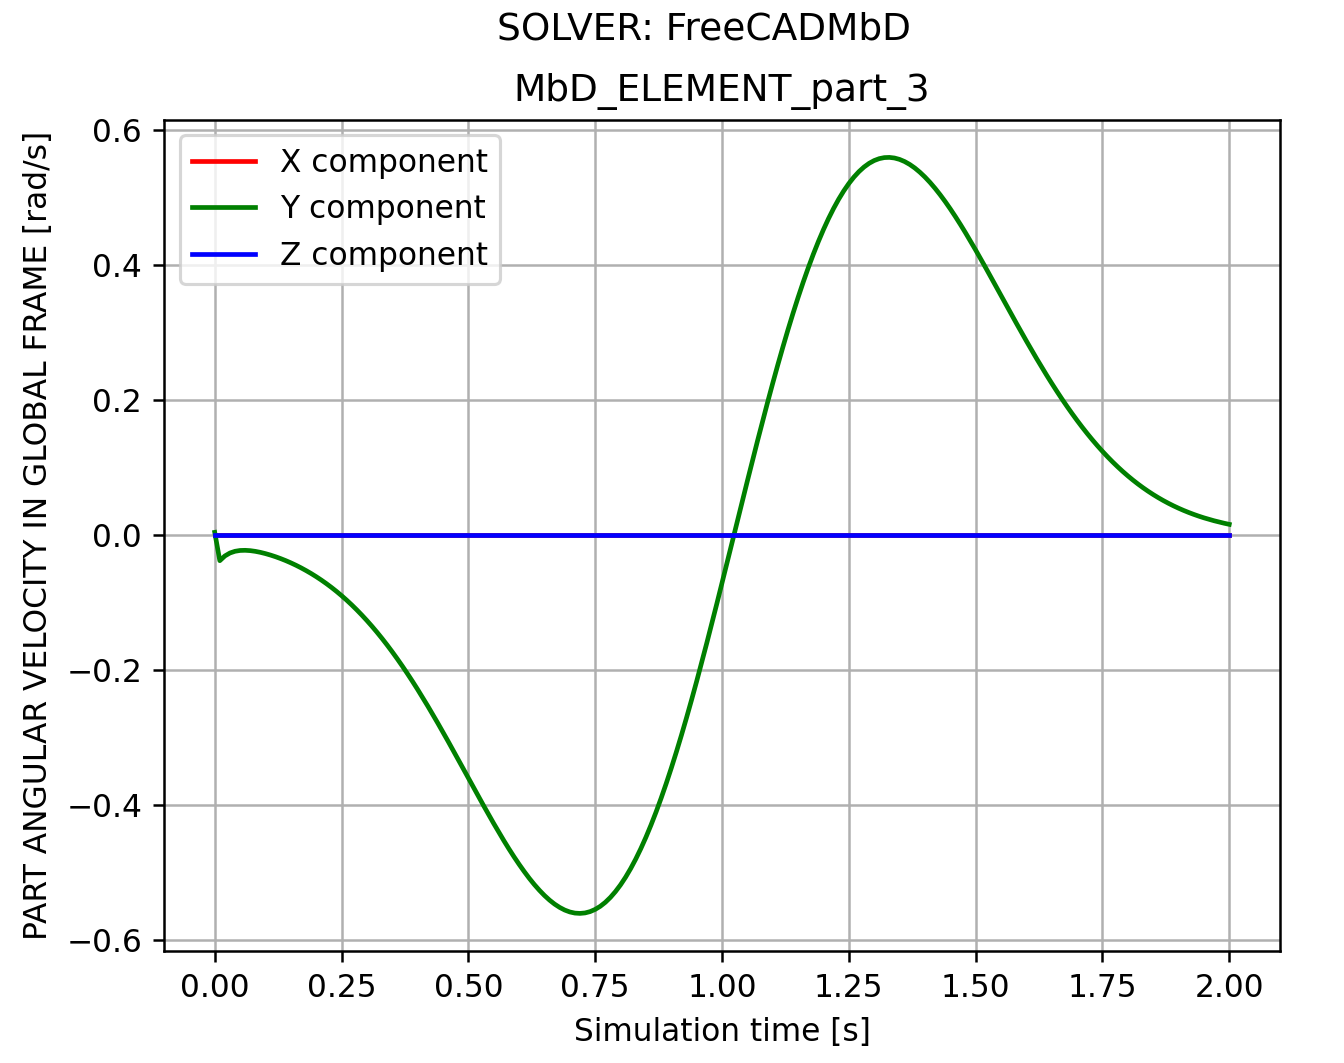 SOLVER: FreeCADMbD
MbD_ELEMENT_part_3
PART ANGULAR VELOCITY IN GLOBAL FRAME [rad/s]
0.6
0.4
0.2
0.0
−0.2
−0.4
−0.6
X component
Y component
Z component
0.00 0.25 0.50 0.75 1.00 1.25 1.50 1.75 2.00
Simulation time [s]